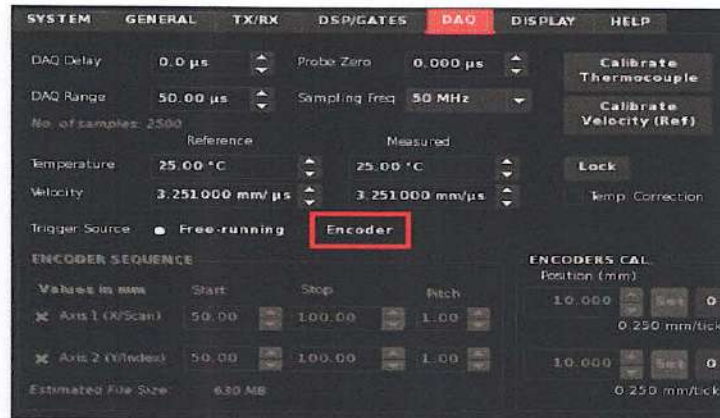 SYSTEM GENERAL TX/RX DSP/GATES DAQ DISPLAY HELP
DAQ Delay 0.0 µs Probe Zero 0.000 µs Calibrate Thermocouple
DAQ Range 50.00 µs Sampling Freq 50 MHz Calibrate Velocity (Ref)
No. of samples: 2500
Reference Measured
Temperature 25.00 °C 25.00 °C Lock
Velocity 3.251000 mm/µs 3.251000 mm/µs Temp. Correction
Trigger Source Free-running Encoder
ENCODER SEQUENCE ENCODERS CAL.
Position (mm)
Values in mm Start Stop Pitch
10.000 Set 0
Axis 1 (X/Scan) 50.00 100.00 1.00
0.250 mm/tick
Axis 2 (Y/Index) 50.00 100.00 1.00 10.000 Set 0
Estimated File Size 630 MB 0.250 mm/tick